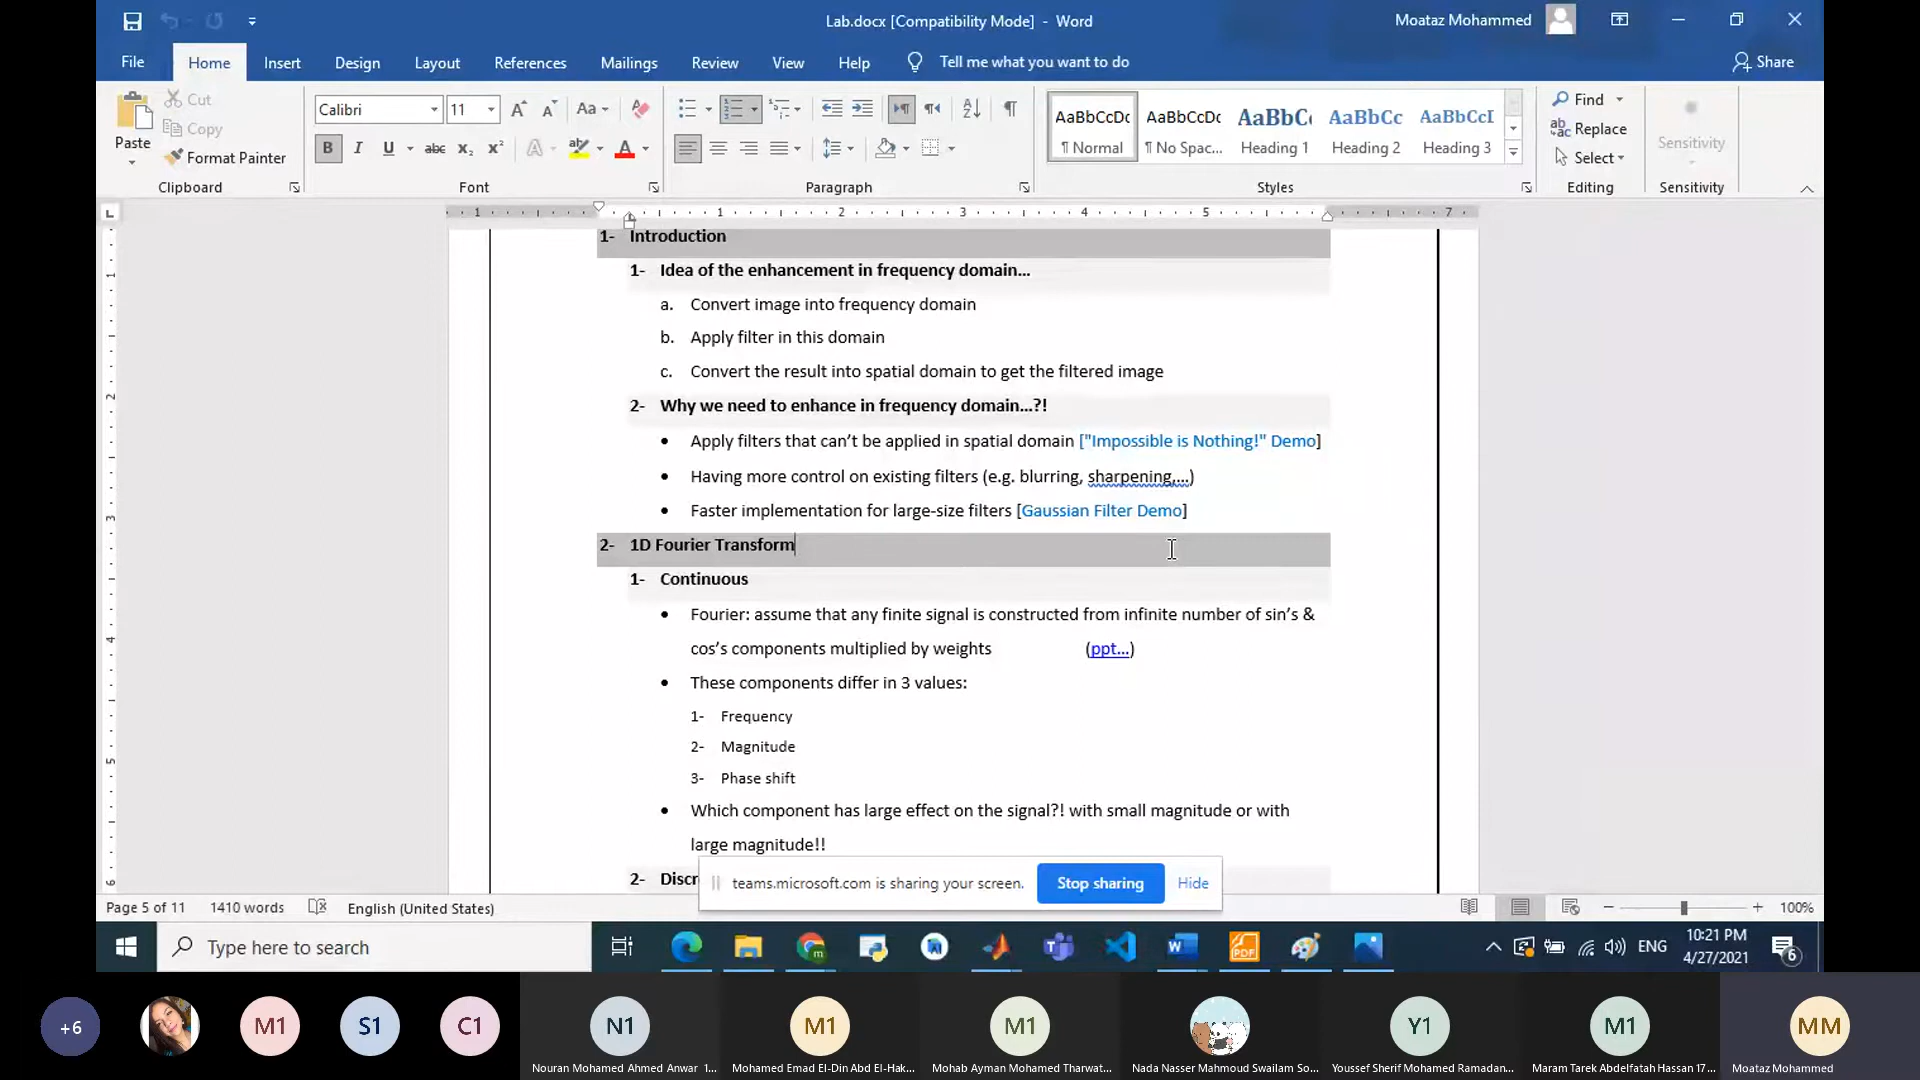 Lab.docx [Compatibility Mode] - Word
Moataz Mohammed
File Home Insert Design Layout References Mailings Review View Help Tell me what you want to do Share
Cut
Copy
Format Painter
Paste
Clipboard
Calibri 11
Font
Paragraph
AaBbCcDc AaBbCcDc AaBbC AaBbCc AaBbCcI
¶ Normal ¶ No Spac... Heading 1 Heading 2 Heading 3
Styles
Find
Replace
Select
Editing
Sensitivity
Sensitivity
1 1 2 3 4 5 7
1- Introduction
1- Idea of the enhancement in frequency domain...
a. Convert image into frequency domain
b. Apply filter in this domain
c. Convert the result into spatial domain to get the filtered image
2- Why we need to enhance in frequency domain...?!
• Apply filters that can't be applied in spatial domain ["Impossible is Nothing!" Demo]
• Having more control on existing filters (e.g. blurring, sharpening,...)
• Faster implementation for large-size filters [Gaussian Filter Demo]
2- 1D Fourier Transform
1- Continuous
• Fourier: assume that any finite signal is constructed from infinite number of sin's &
cos's components multiplied by weights (ppt...)
• These components differ in 3 values:
1- Frequency
2- Magnitude
3- Phase shift
• Which component has large effect on the signal?! with small magnitude or with
large magnitude!!
2- Discr
teams.microsoft.com is sharing your screen. Stop sharing Hide
Page 5 of 11 1410 words English (United States) 100%
Type here to search
ENG
10:21 PM
4/27/2021
6
+6 M1 S1 C1 N1 M1 M1 Y1 M1 MM
Nouran Mohamed Ahmed Anwar 1...
Mohamed Emad El-Din Abd El-Hak...
Mohab Ayman Mohamed Tharwat...
Nada Nasser Mahmoud Swailam So...
Youssef Sherif Mohamed Ramadan...
Maram Tarek Abdelfatah Hassan 17...
Moataz Mohammed